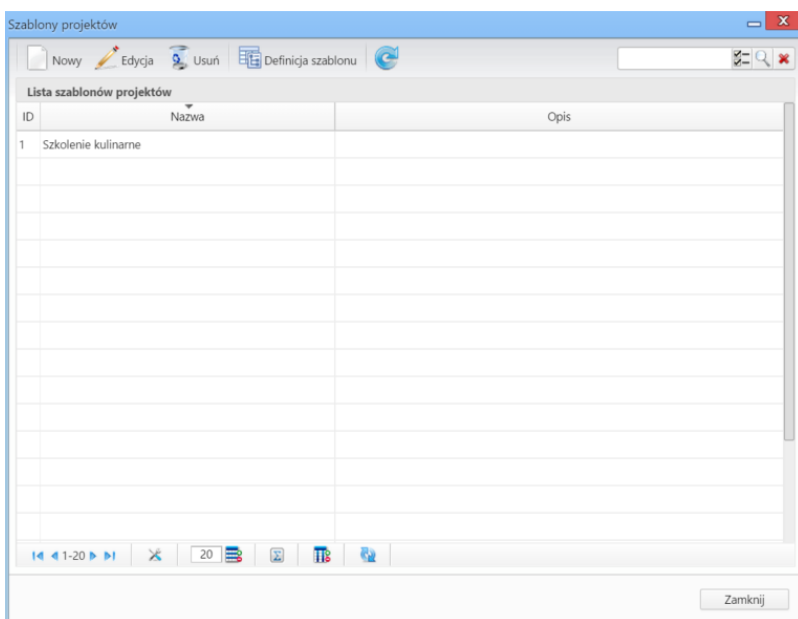 Szablony projektów
Nowy Edycja Usuń Definicja szablonu
Lista szablonów projektów
ID Nazwa Opis
1 Szkolenie kulinarne
1-20 20
Zamknij